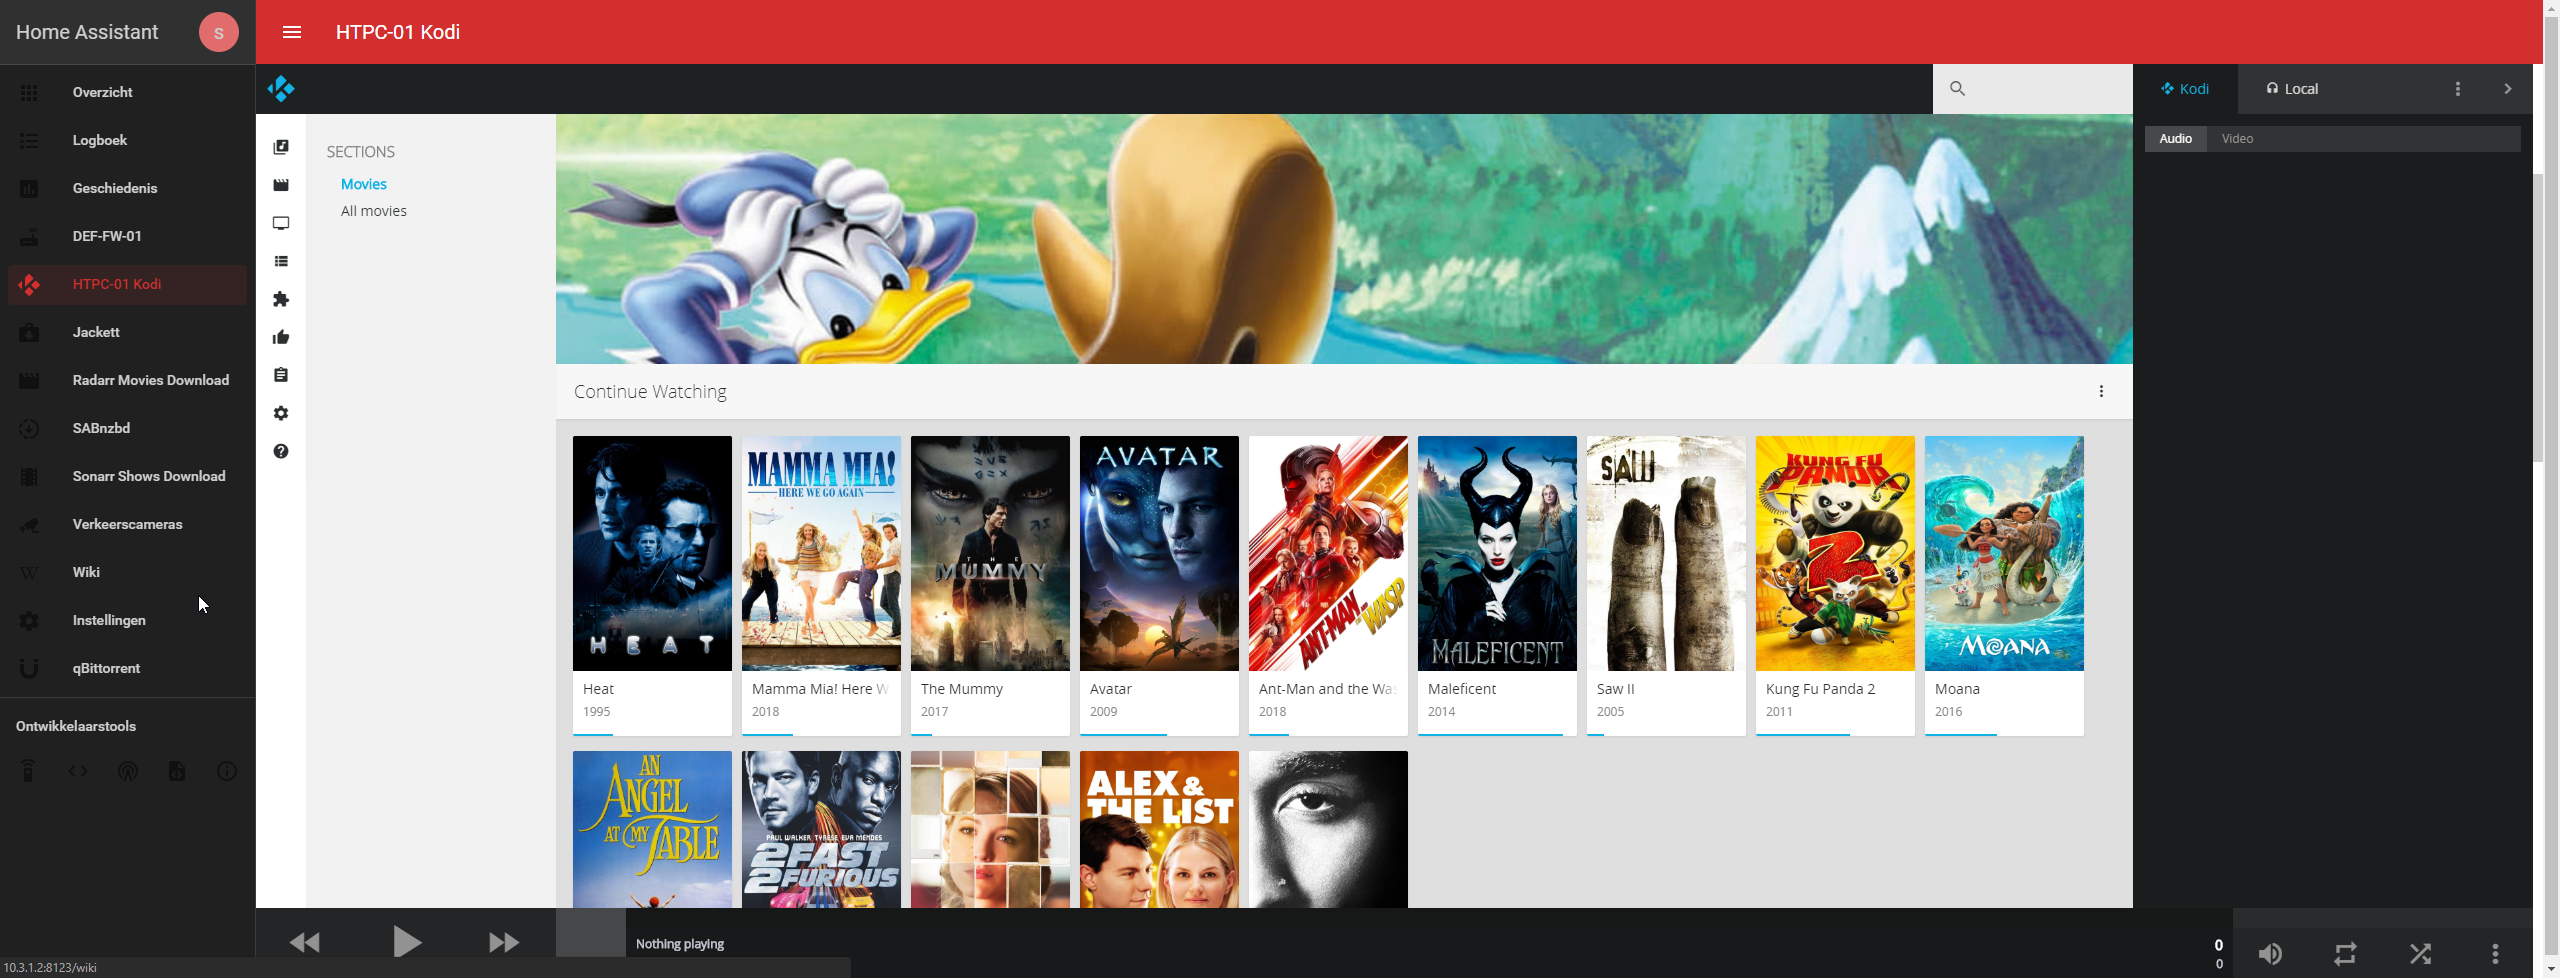 Home Assistant
S
HTPC-01 Kodi
Overzicht
Logboek
Geschiedenis
DEF-FW-01
HTPC-01 Kodi
Jackett
Radarr Movies Download
SABnzbd
Sonarr Shows Download
Verkeerscameras
Wiki
Instellingen
qBittorrent
Ontwikkelaarstools
SECTIONS
Movies
All movies
Kodi
Local
Audio
Video
Continue Watching
HEAT
MAMMA MIA!
HERE WE GO AGAIN
THE
MUMMY
AVATAR
ANT-MAN
WASP
MALEFICENT
SAW
KUNG FU
PANDA
2
MOANA
Heat
1995
Mamma Mia! Here W
2018
The Mummy
2017
Avatar
2009
Ant-Man and the Was
2018
Maleficent
2014
Saw II
2005
Kung Fu Panda 2
2011
Moana
2016
AN
ANGEL
AT MY
TABLE
PAUL WALKER TYRESE EVA MENDES
2 FAST
2 FURIOUS
ALEX &
THE LIST
Nothing playing
0
0
10.3.1.2:8123/wiki